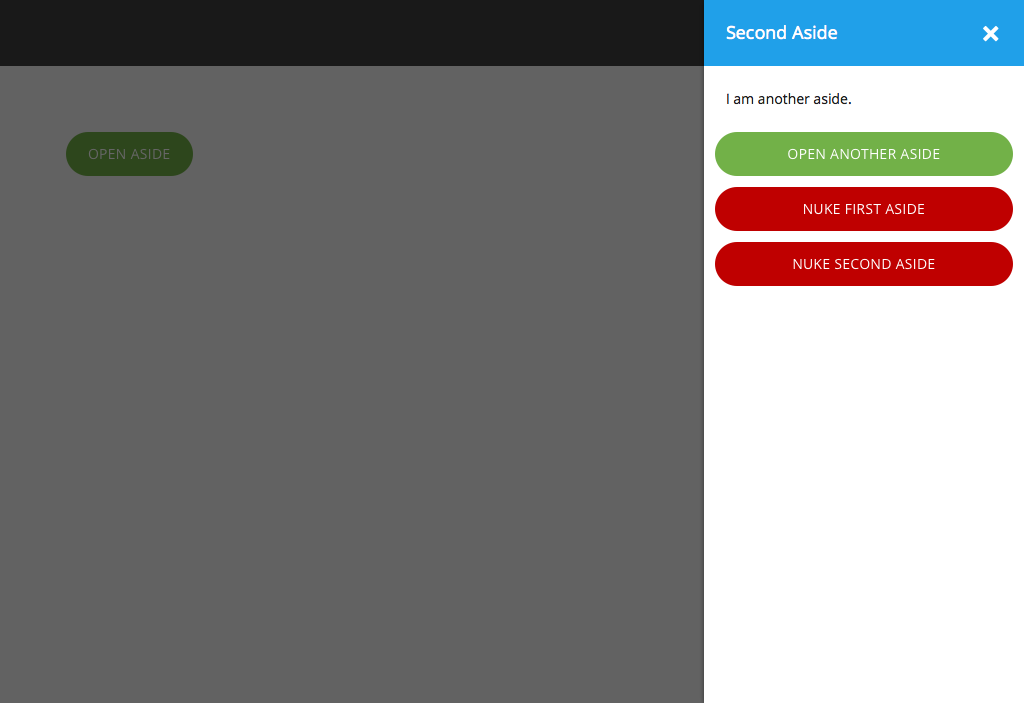 Second Aside
I am another aside.
OPEN ASIDE
OPEN ANOTHER ASIDE
NUKE FIRST ASIDE
NUKE SECOND ASIDE